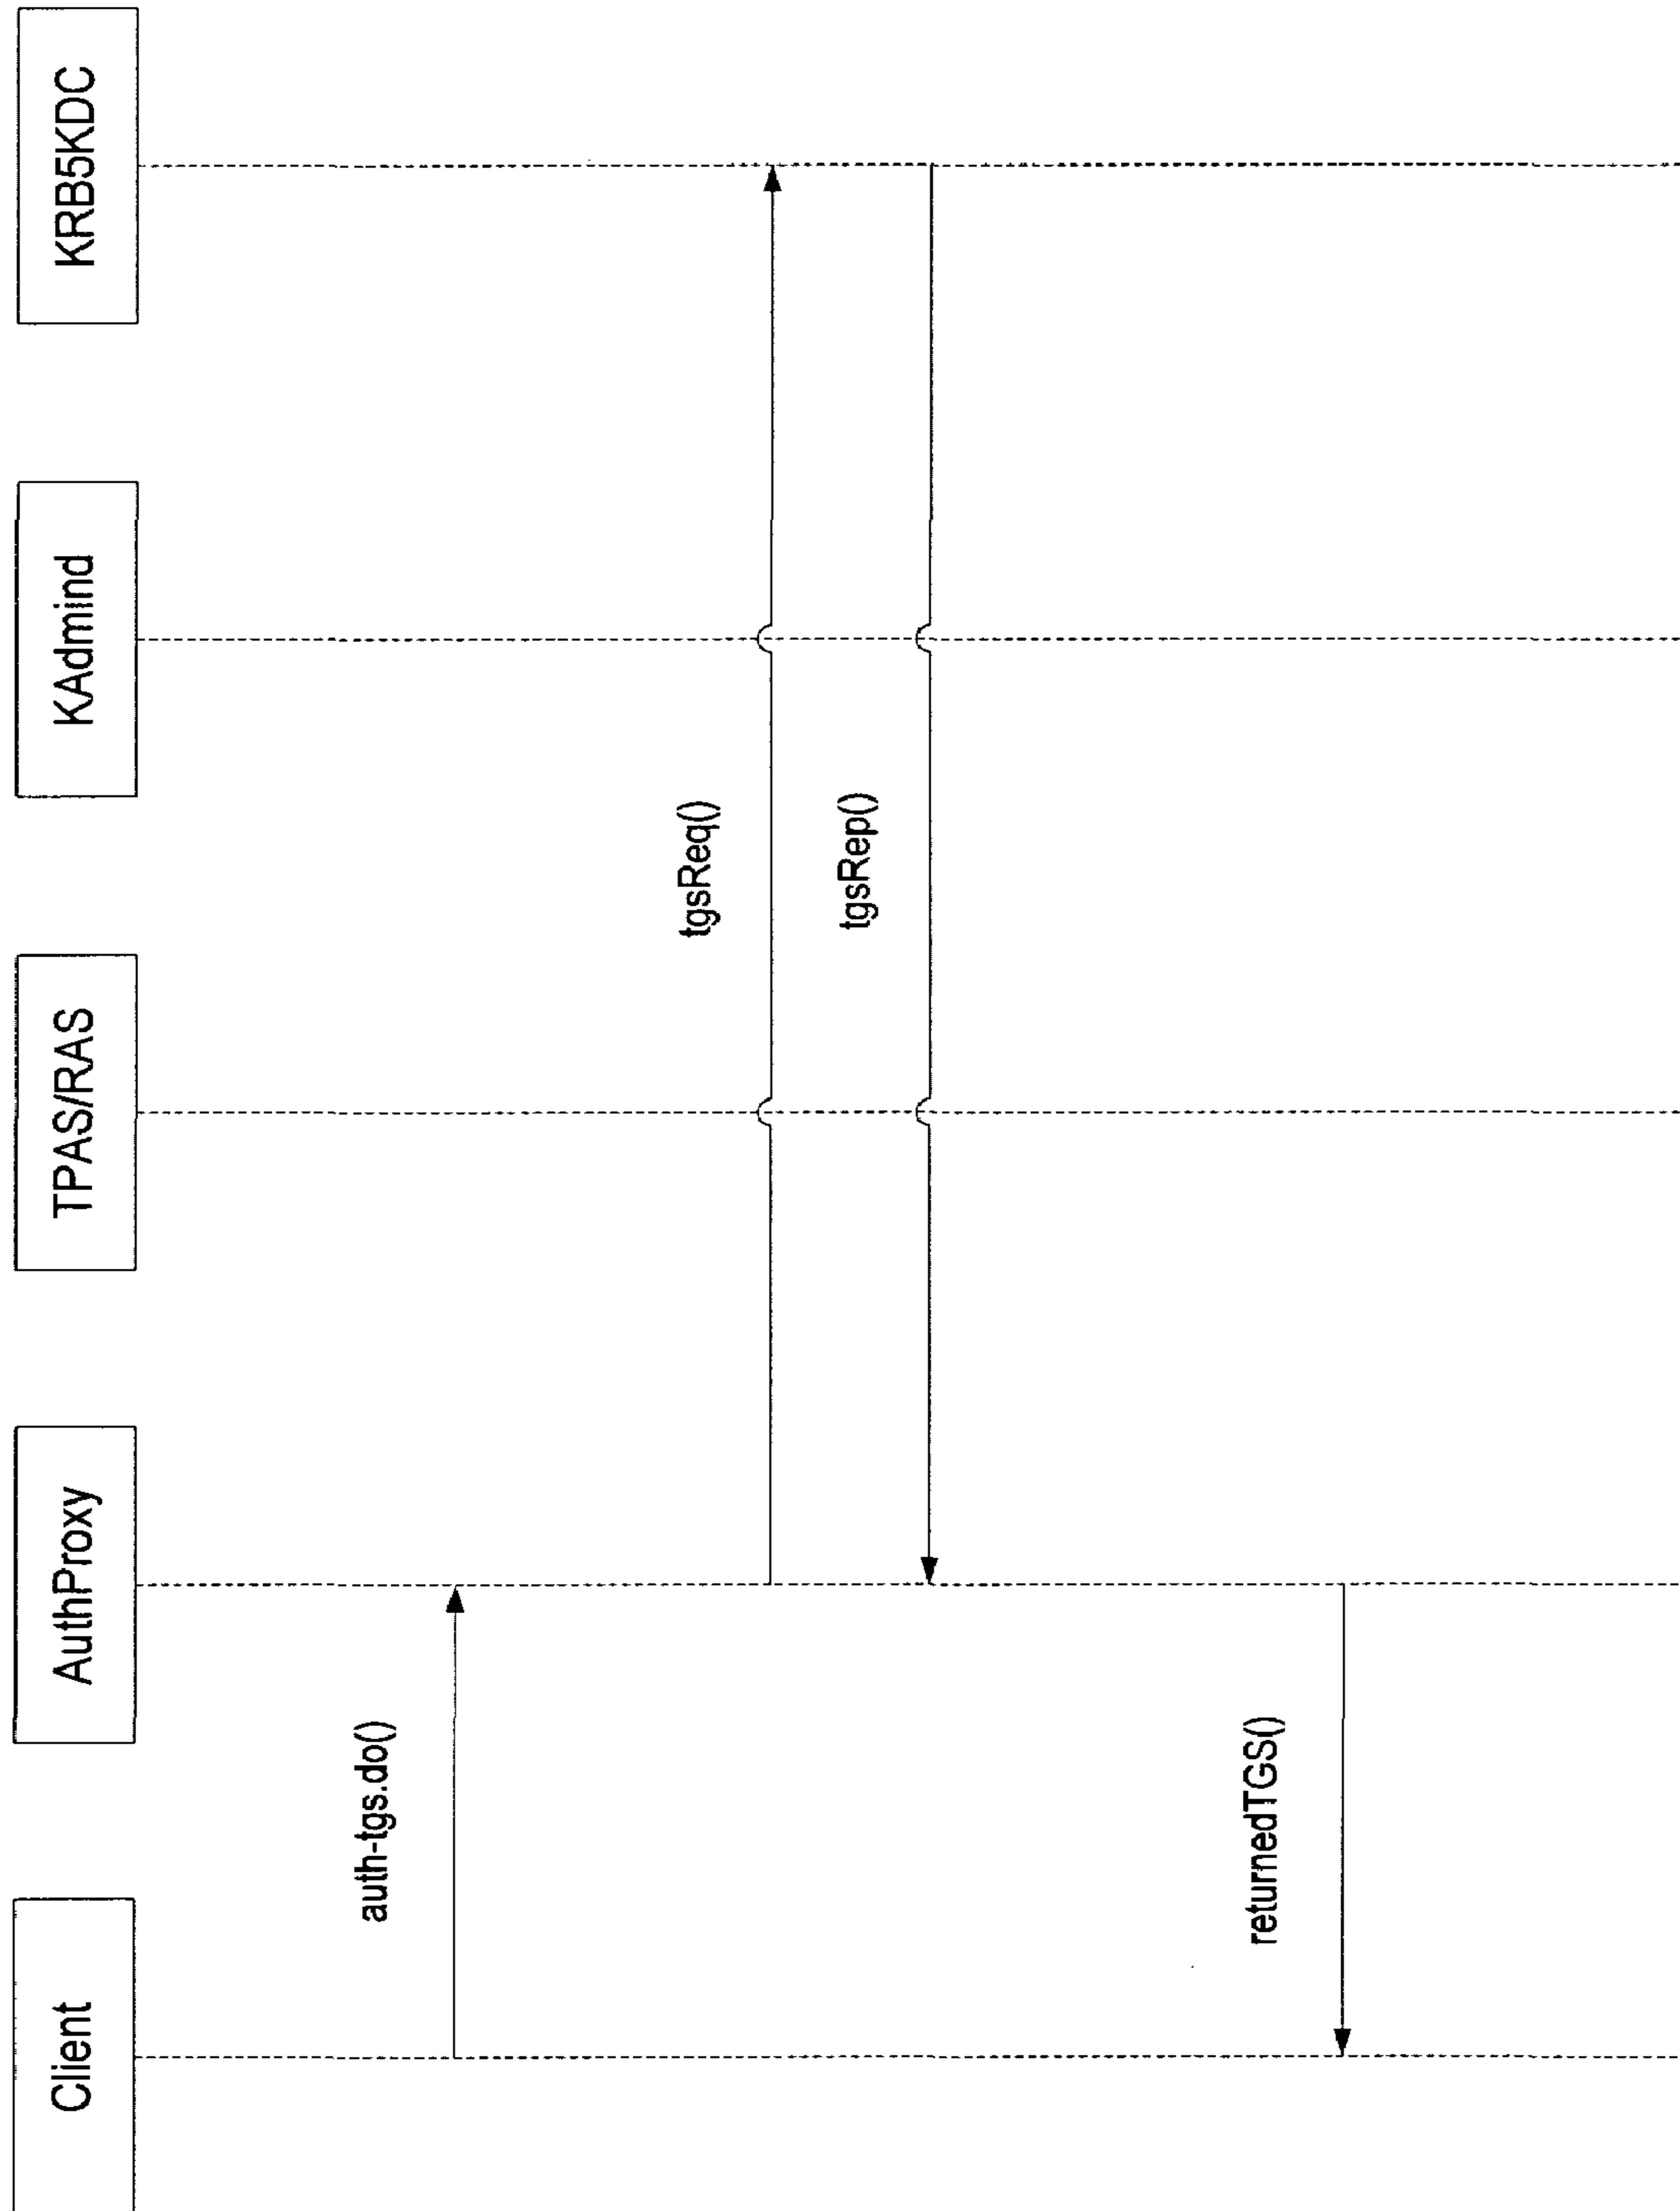 Client
AuthProxy
TPAS/RAS
KAdmind
KRB5KDC
auth-tgs.do()
tgsReq()
tgsRep()
returnedTGS()